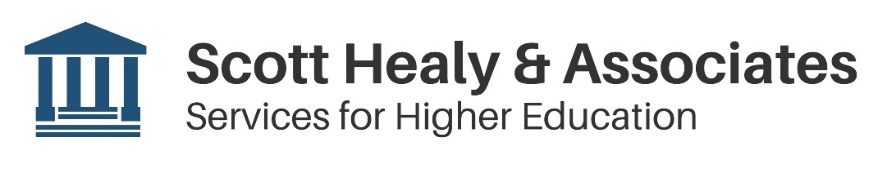 Scott Healy & Associates
Services for Higher Education